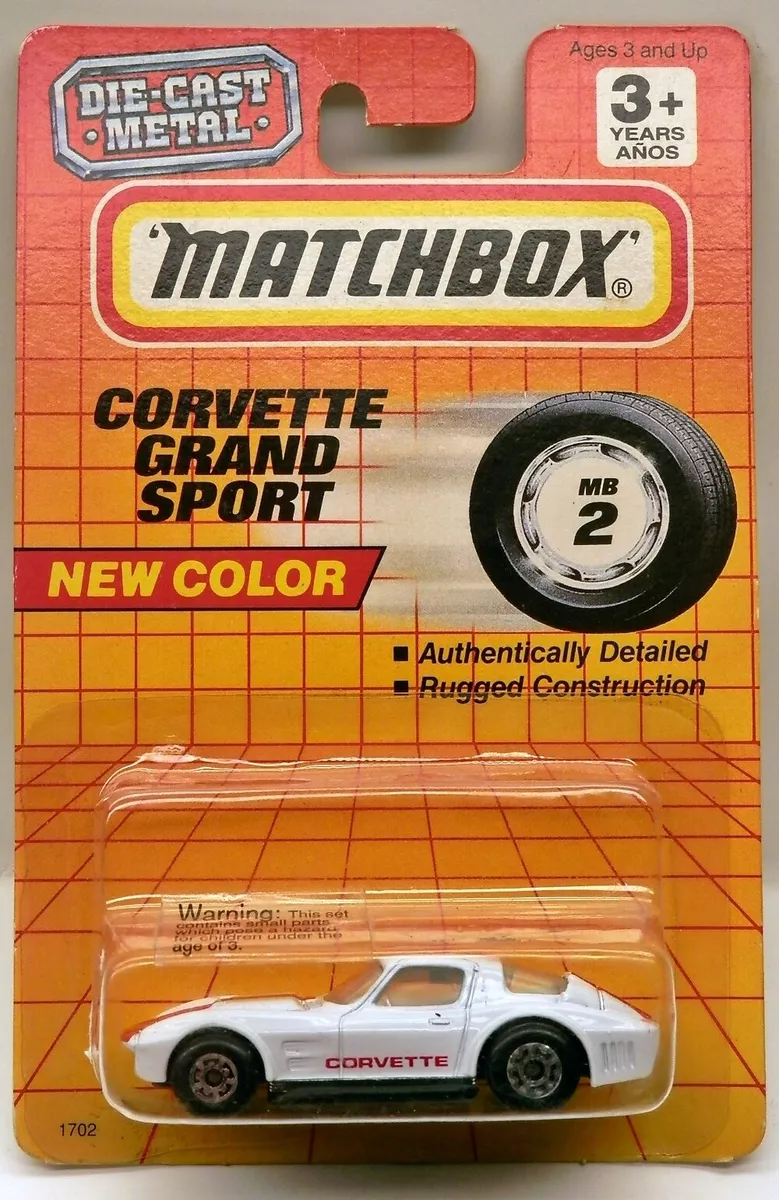 DIE-CAST
• METAL •
Ages 3 and Up
3+
YEARS
AÑOS
'MATCHBOX'®
CORVETTE
GRAND
SPORT
MB
2
NEW COLOR
■ Authentically Detailed
■ Rugged Construction
Warning: This set
contains small parts
which pose a hazard
for children under the
age of 3.
CORVETTE
1702